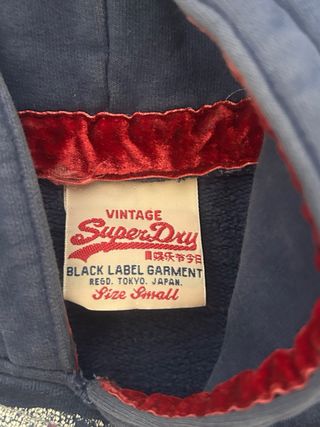 VINTAGE
SuperDry
BLACK LABEL GARMENT
REGD. TOKYO. JAPAN.
Size Small